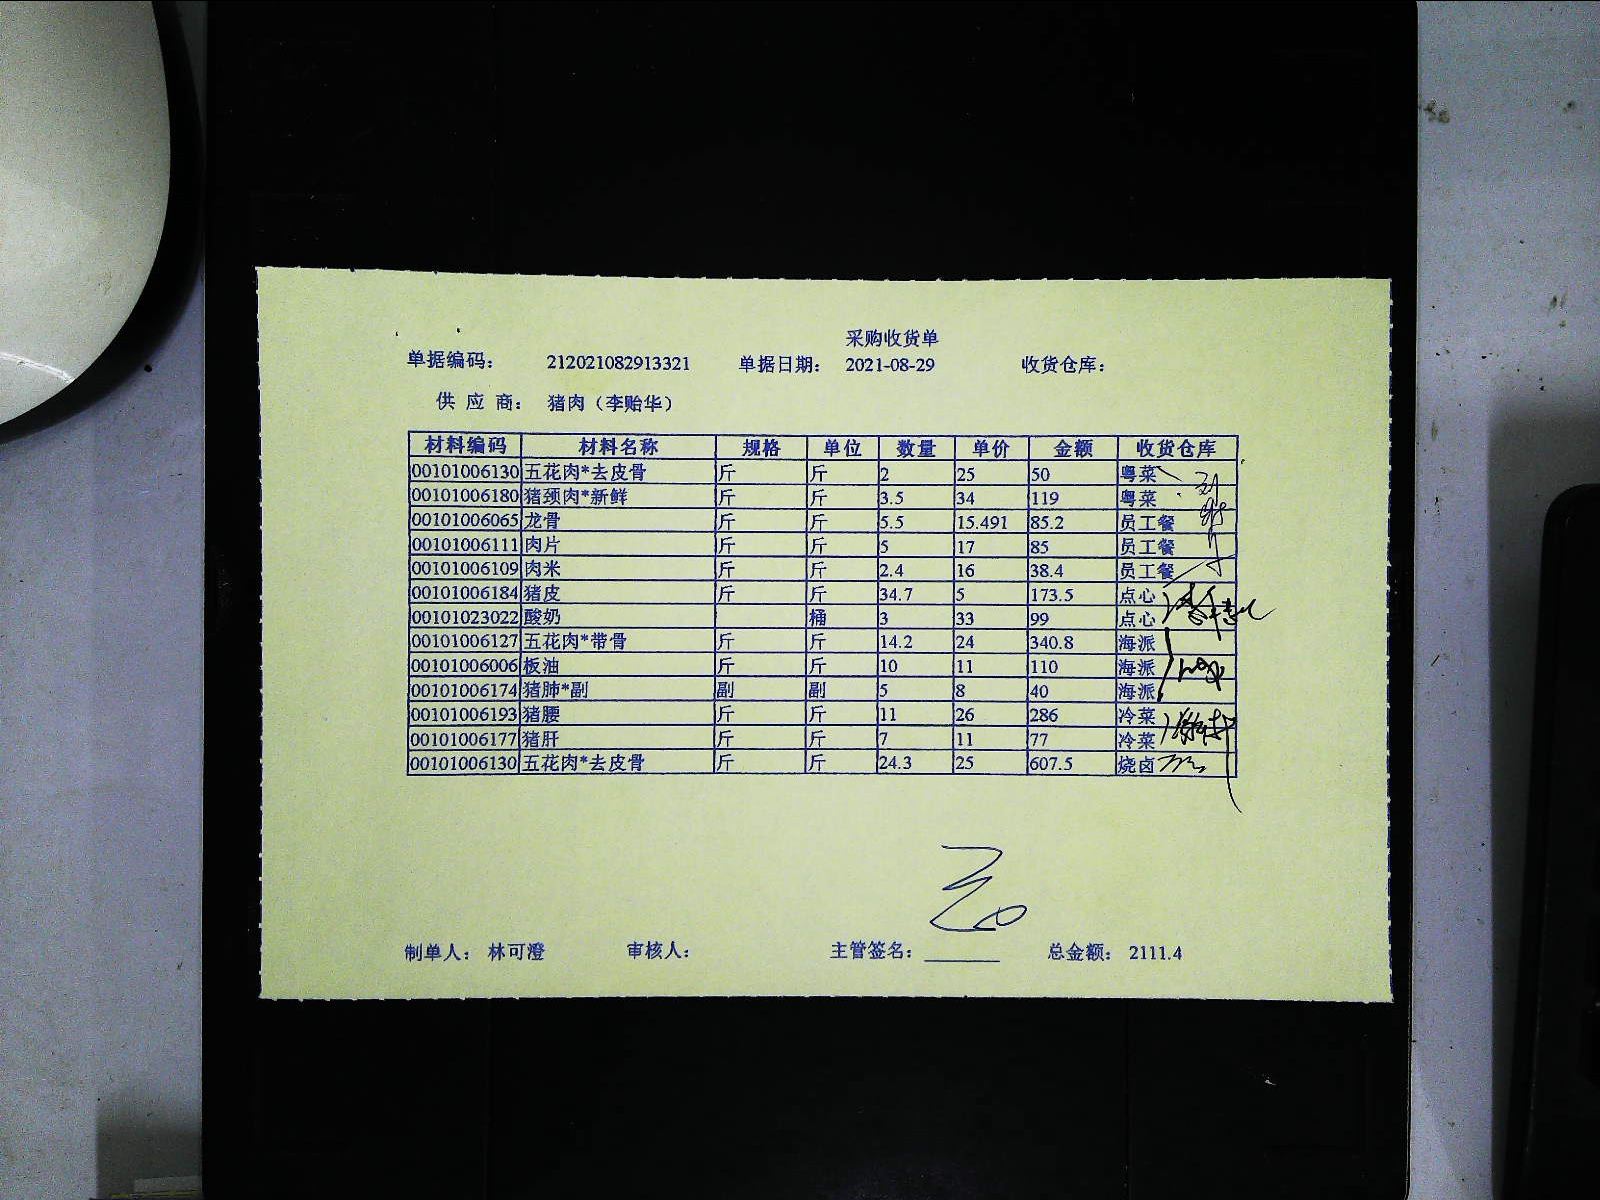 采购收货单
单据编码： 212021082913321 单据日期： 2021-08-29 收货仓库：
供 应 商： 猪肉（李贻华）
材料编码 材料名称 规格 单位 数量 单价 金额 收货仓库
00101006130 五花肉*去皮骨 斤 斤 2 25 50 粤菜
00101006180 猪颈肉*新鲜 斤 斤 3.5 34 119 粤菜
00101006065 龙骨 斤 斤 5.5 15.491 85.2 员工餐
00101006111 肉片 斤 斤 5 17 85 员工餐
00101006109 肉米 斤 斤 2.4 16 38.4 员工餐
00101006184 猪皮 斤 斤 34.7 5 173.5 点心
00101023022 酸奶 桶 3 33 99 点心
00101006127 五花肉*带骨 斤 斤 14.2 24 340.8 海派
00101006006 板油 斤 斤 10 11 110 海派
00101006174 猪肺*副 副 副 5 8 40 海派
00101006193 猪腰 斤 斤 11 26 286 冷菜
00101006177 猪肝 斤 斤 7 11 77 冷菜
00101006130 五花肉*去皮骨 斤 斤 24.3 25 607.5 烧卤
制单人： 林可澄 审核人： 主管签名： 总金额： 2111.4